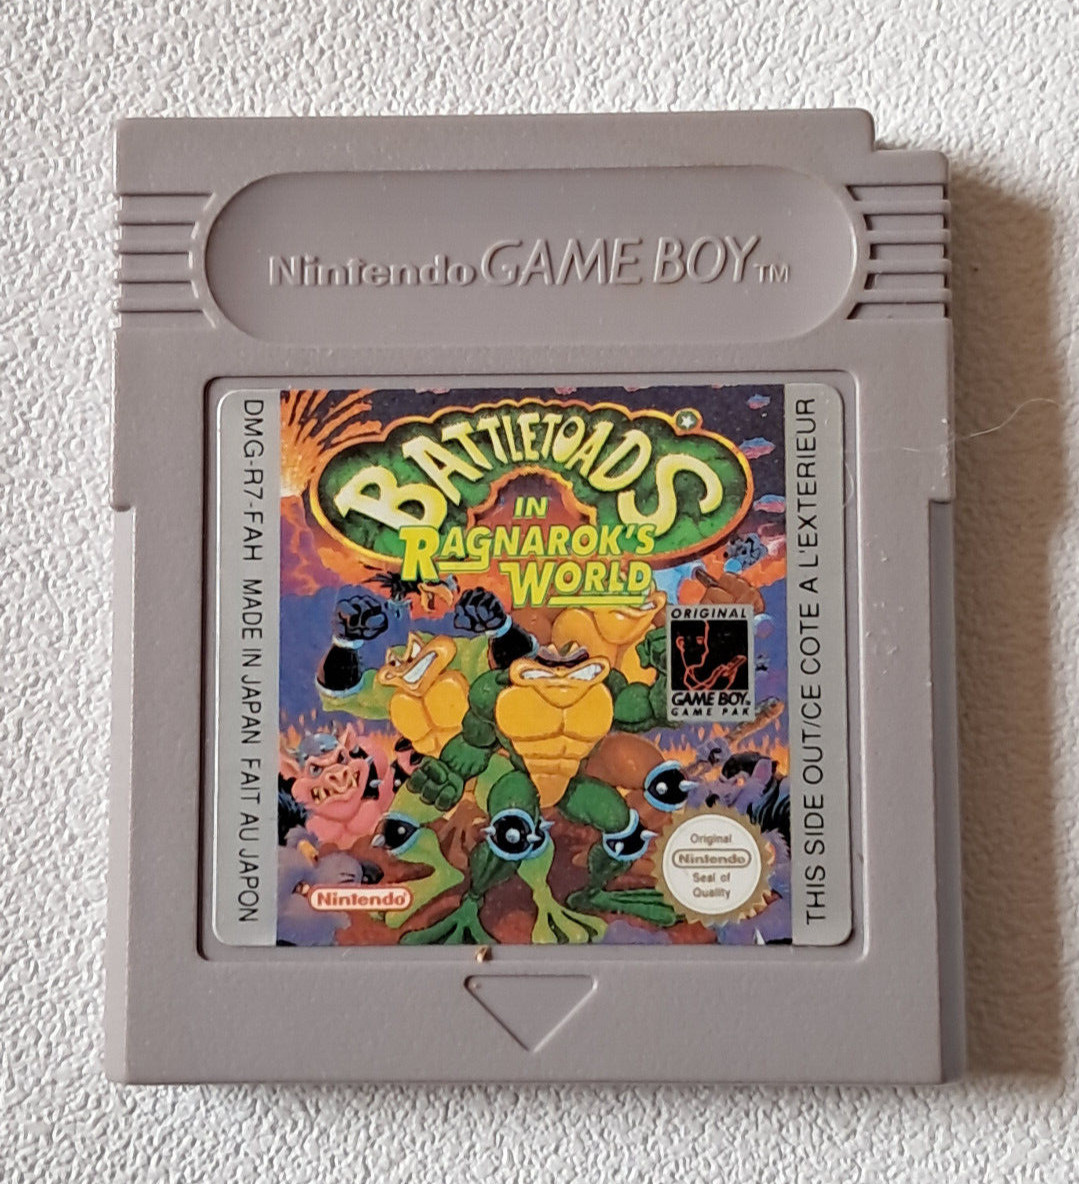 Nintendo GAME BOY TM
DMG-R7-FAH MADE IN JAPAN FAIT AU JAPON
BATTLETOADS
IN
RAGNAROK'S
WORLD
ORIGINAL
GAME BOY TM
GAME PAK
Nintendo
Original
Nintendo
Seal of
Quality
THIS SIDE OUT/CE COTE A L'EXTERIEUR